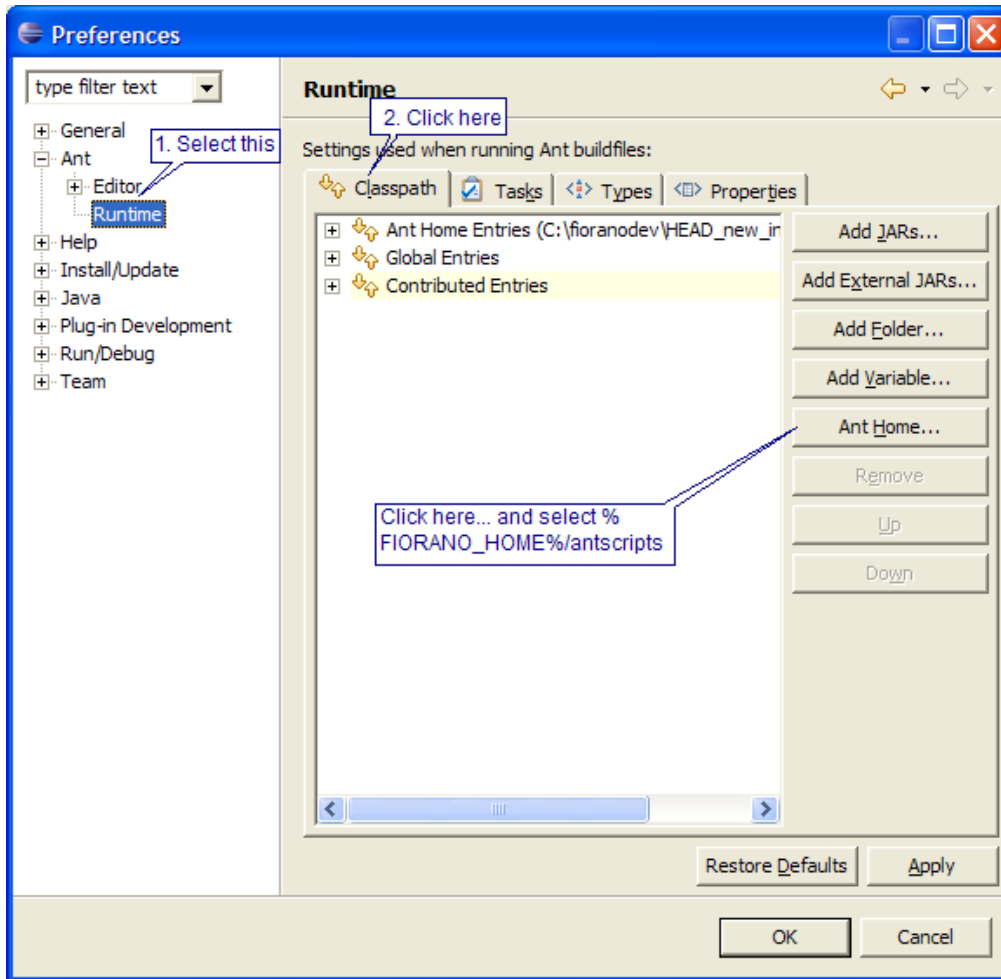 Preferences
type filter text
Runtime
2. Click here
General
1. Select this
Settings used when running Ant buildfiles:
Ant
Editor
Classpath
Tasks
Types
Properties
Runtime
Ant Home Entries (C:\fioranodev\HEAD_new_in
Add JARs...
Help
Global Entries
Install/Update
Contributed Entries
Add External JARs...
Java
Plug-in Development
Add Folder...
Run/Debug
Team
Add Variable...
Ant Home...
Remove
Click here... and select %
FIORANO_HOME%/antscripts
Up
Down
Restore Defaults
Apply
OK
Cancel